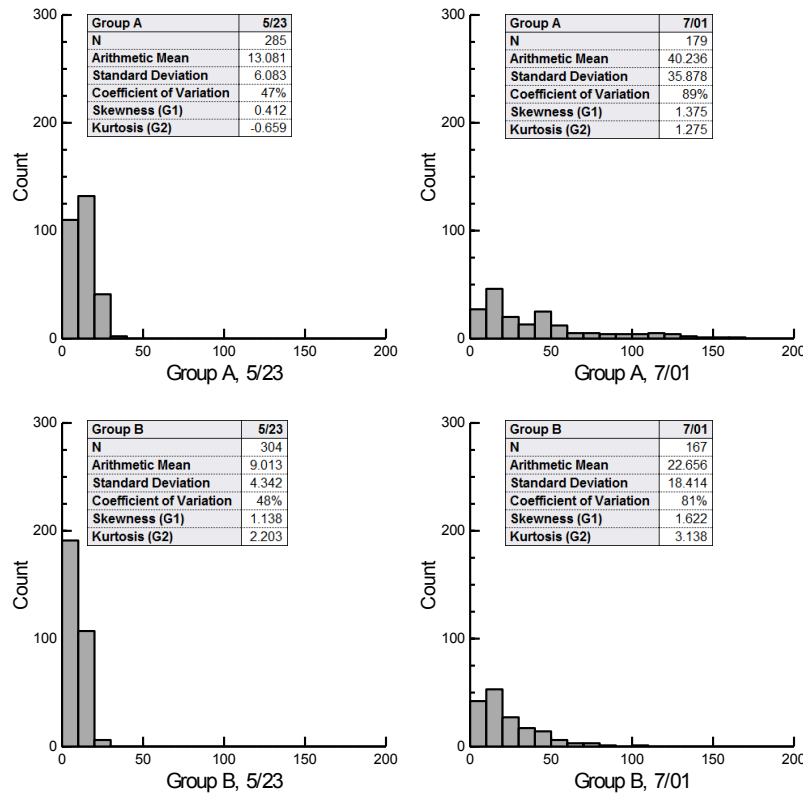 Group A 5/23
N 285
Arithmetic Mean 13.081
Standard Deviation 6.083
Coefficient of Variation 47%
Skewness (G1) 0.412
Kurtosis (G2) -0.659
300
200
100
0
Count
0 50 100 150 200
Group A, 5/23
Group A 7/01
N 179
Arithmetic Mean 40.236
Standard Deviation 35.878
Coefficient of Variation 89%
Skewness (G1) 1.375
Kurtosis (G2) 1.275
300
200
100
0
Count
0 50 100 150 200
Group A, 7/01
Group B 5/23
N 304
Arithmetic Mean 9.013
Standard Deviation 4.342
Coefficient of Variation 48%
Skewness (G1) 1.138
Kurtosis (G2) 2.203
300
200
100
0
Count
0 50 100 150 200
Group B, 5/23
Group B 7/01
N 167
Arithmetic Mean 22.656
Standard Deviation 18.414
Coefficient of Variation 81%
Skewness (G1) 1.622
Kurtosis (G2) 3.138
300
200
100
0
Count
0 50 100 150 200
Group B, 7/01